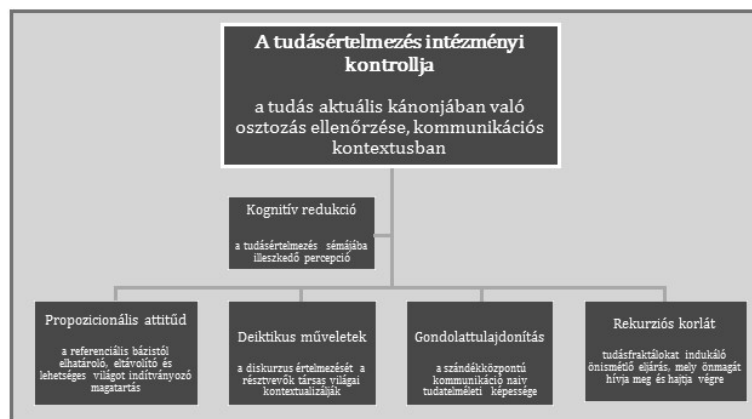 A tudásértelmezés intézményi
kontrollja
a tudás aktuális kánonjában való
osztozás ellenőrzése, kommunikációs
kontextusban
Kognitív redukció
a tudásértelmezés sémájába
illeszkedő percepció
Propozicionális attitűd
a referenciális bázistól
elhatároló, eltávolító és
lehetséges világot indítványozó
magatartás
Deiktikus műveletek
a diskurzus értelmezését a
résztvevők társas világai
kontextualizálják
Gondolattulajdonítás
a szándékközpontú
kommunikáció naiv
tudatelméleti képessége
Rekurziós korlát
tudásfraktálokat indukáló
önismétlő eljárás, mely önmagát
hívja meg és hajtja végre